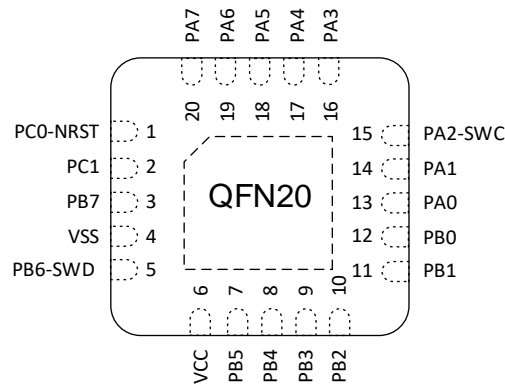 PA7 PA6 PA5 PA4 PA3
20 19 18 17 16
PC0-NRST 1
PC1 2
PB7 3
VSS 4
PB6-SWD 5
QFN20
15 PA2-SWC
14 PA1
13 PA0
12 PB0
11 PB1
6 7 8 9 10
VCC PB5 PB4 PB3 PB2